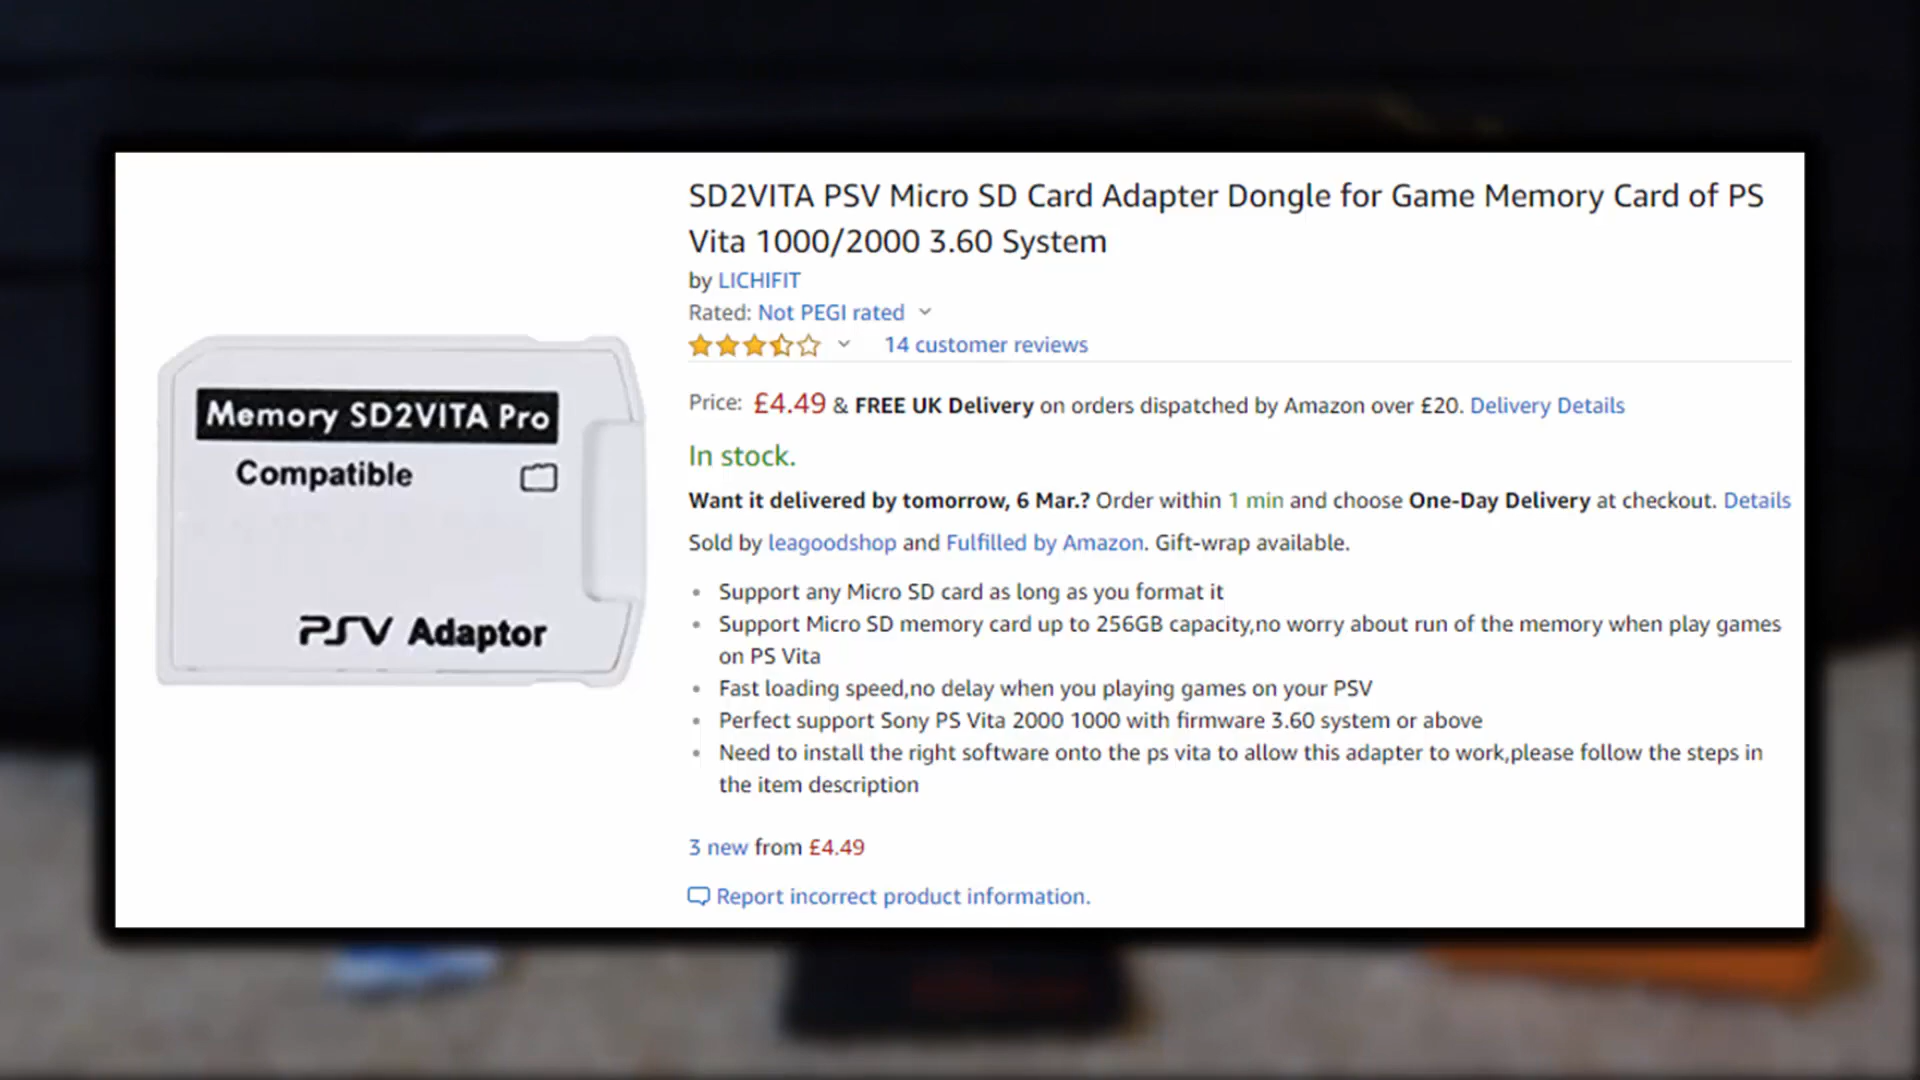 SD2VITA PSV Micro SD Card Adapter Dongle for Game Memory Card of PS
Vita 1000/2000 3.60 System
by LICHIFIT
Rated: Not PEGI rated
14 customer reviews
Price: £4.49 & FREE UK Delivery on orders dispatched by Amazon over £20. Delivery Details
In stock.
Want it delivered by tomorrow, 6 Mar.? Order within 1 min and choose One-Day Delivery at checkout. Details
Sold by leagoodshop and Fulfilled by Amazon. Gift-wrap available.
• Support any Micro SD card as long as you format it
• Support Micro SD memory card up to 256GB capacity,no worry about run of the memory when play games
on PS Vita
• Fast loading speed,no delay when you playing games on your PSV
• Perfect support Sony PS Vita 2000 1000 with firmware 3.60 system or above
• Need to install the right software onto the ps vita to allow this adapter to work,please follow the steps in
the item description
3 new from £4.49
Report incorrect product information.
Memory SD2VITA Pro
Compatible
PSV Adaptor